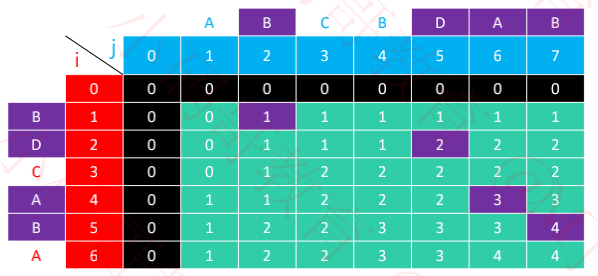 A B C B D A B
i j 0 1 2 3 4 5 6 7
0 0 0 0 0 0 0 0 0
B 1 0 0 1 1 1 1 1 1
D 2 0 0 1 1 1 2 2 2
C 3 0 0 1 2 2 2 2 2
A 4 0 1 1 2 2 2 3 3
B 5 0 1 2 2 3 3 3 4
A 6 0 1 2 2 3 3 4 4